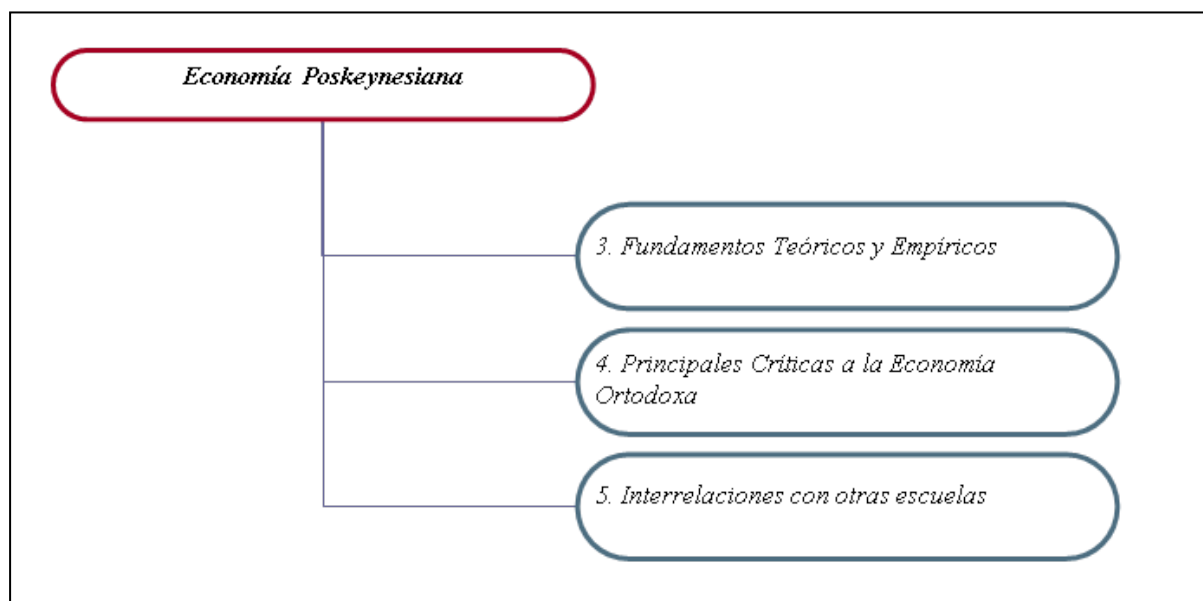 Economía Poskeynesiana
3. Fundamentos Teóricos y Empíricos
4. Principales Críticas a la Economía
Ortodoxa
5. Interrelaciones con otras escuelas